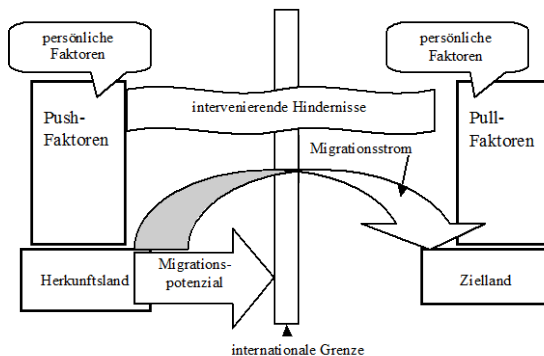 persönliche
Faktoren
persönliche
Faktoren
Push-
Faktoren
intervenierende Hindernisse
Pull-
Faktoren
Migrationsstrom
Herkunftsland
Migrations-
potenzial
Zielland
internationale Grenze